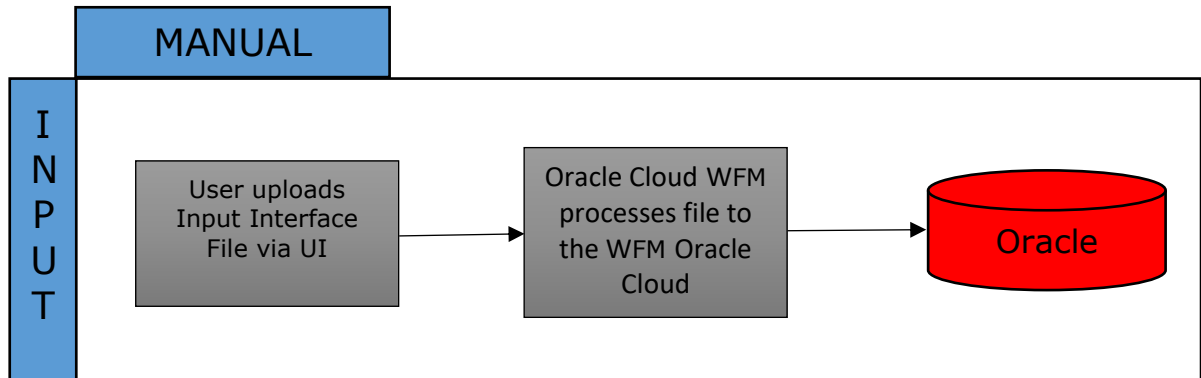 MANUAL
INPUT
User uploads
Input Interface
File via UI
Oracle Cloud WFM
processes file to
the WFM Oracle
Cloud
Oracle